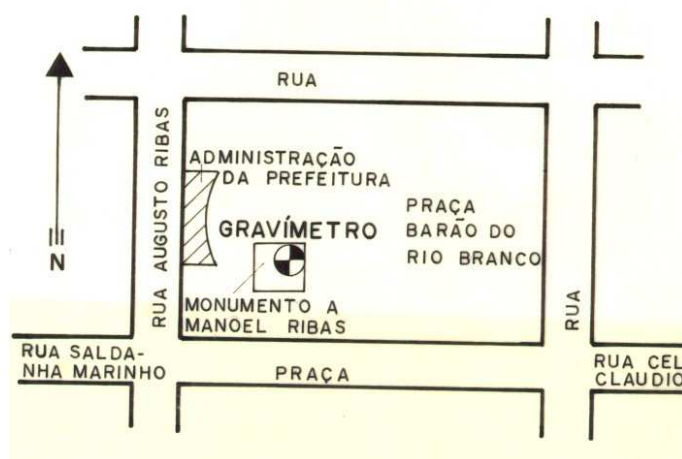 RUA
RUA AUGUSTO RIBAS
ADMINISTRAÇÃO
DA PREFEITURA
GRAVÍMETRO
PRAÇA
BARÃO DO
RIO BRANCO
N
MONUMENTO A
MANOEL RIBAS
RUA
RUA SALDA-
NHA MARINHO
PRAÇA
RUA CEL
CLAUDIO